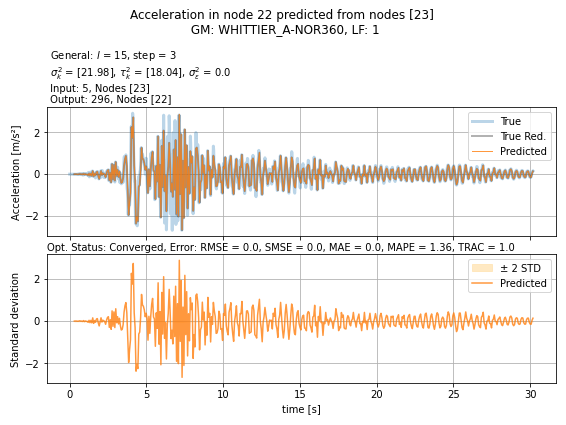 Acceleration in node 22 predicted from nodes [23]
GM: WHITTIER_A-NOR360, LF: 1
General: l = 15, step = 3
σ²ₖ = [21.98], τ²ₖ = [18.04], σ²ε = 0.0
Input: 5, Nodes [23]
Output: 296, Nodes [22]
Acceleration [m/s²]
2
0
−2
True
True Red.
Predicted
Opt. Status: Converged, Error: RMSE = 0.0, SMSE = 0.0, MAE = 0.0, MAPE = 1.36, TRAC = 1.0
Standard deviation
2
0
−2
± 2 STD
Predicted
0 5 10 15 20 25 30
time [s]